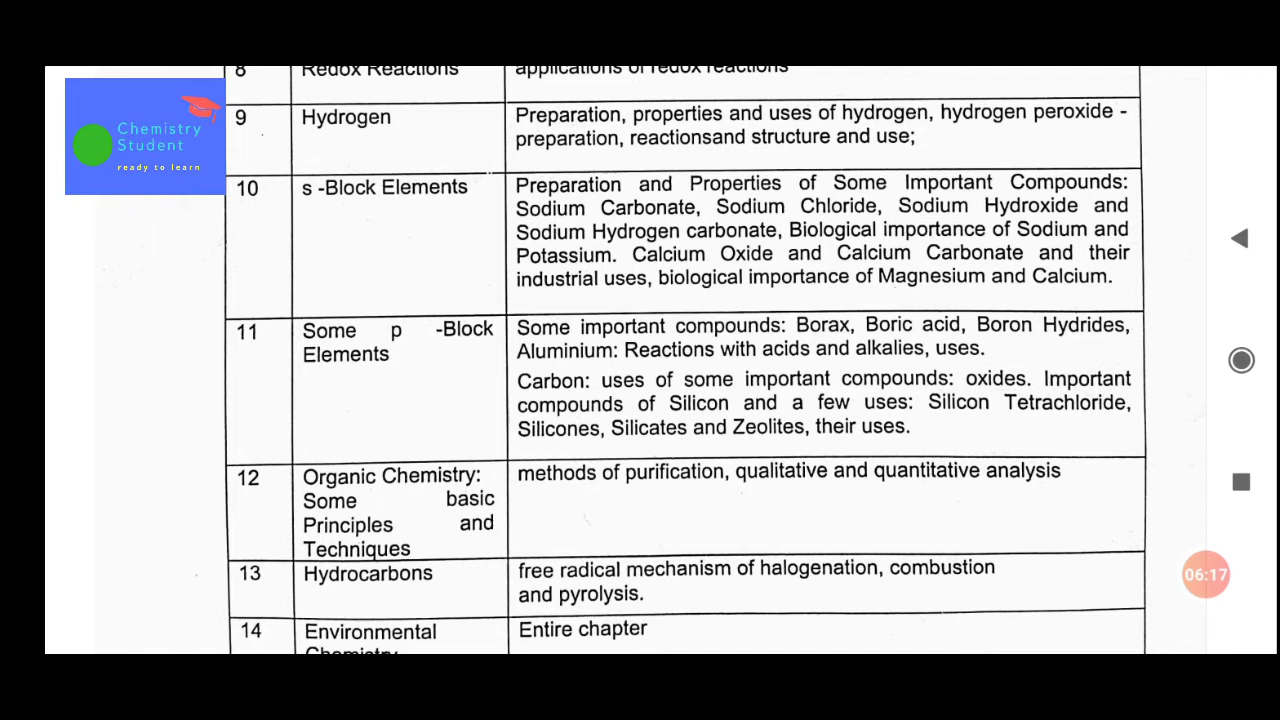 Chemistry
Student
ready to learn
8 Redox Reactions applications of redox reactions
9 Hydrogen Preparation, properties and uses of hydrogen, hydrogen peroxide -
preparation, reactionsand structure and use;
10 s -Block Elements Preparation and Properties of Some Important Compounds:
Sodium Carbonate, Sodium Chloride, Sodium Hydroxide and
Sodium Hydrogen carbonate, Biological importance of Sodium and
Potassium. Calcium Oxide and Calcium Carbonate and their
industrial uses, biological importance of Magnesium and Calcium.
11 Some p -Block Some important compounds: Borax, Boric acid, Boron Hydrides,
Elements Aluminium: Reactions with acids and alkalies, uses.
Carbon: uses of some important compounds: oxides. Important
compounds of Silicon and a few uses: Silicon Tetrachloride,
Silicones, Silicates and Zeolites, their uses.
12 Organic Chemistry: methods of purification, qualitative and quantitative analysis
Some basic
Principles and
Techniques
13 Hydrocarbons free radical mechanism of halogenation, combustion
and pyrolysis.
14 Environmental Entire chapter
Chemistry
06:17